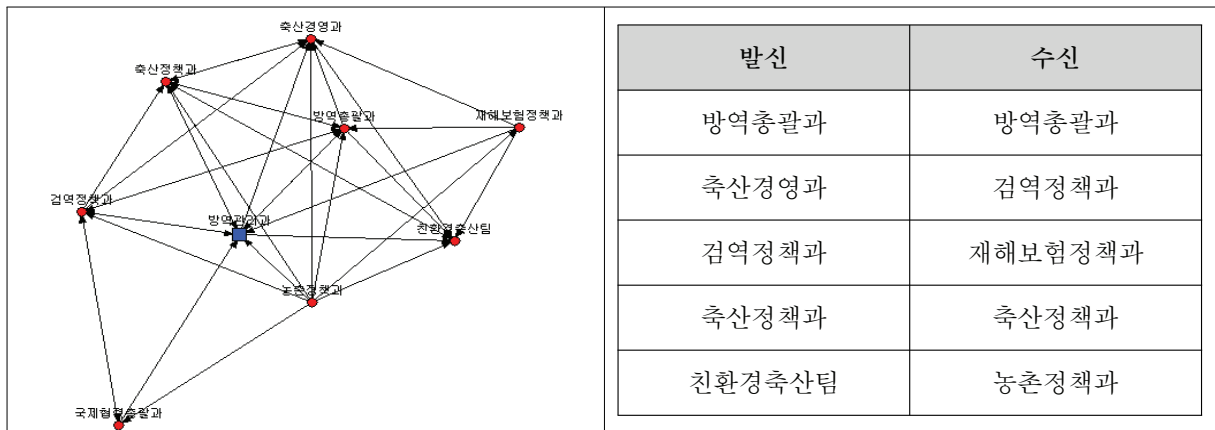 축산경영과
축산정책과
방역총괄과
재해보험정책과
검역정책과
방역관리과
친환경축산팀
농촌정책과
국제협력총괄과
발신 수신
방역총괄과 방역총괄과
축산경영과 검역정책과
검역정책과 재해보험정책과
축산정책과 축산정책과
친환경축산팀 농촌정책과